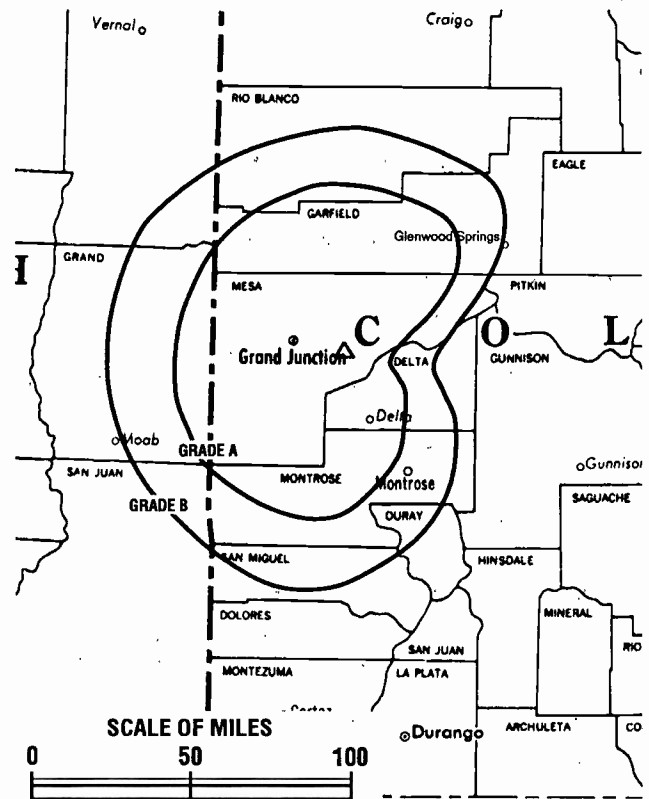 Vernal
Craig
RIO BLANCO
EAGLE
GARFIELD
Glenwood Springs
GRAND
MESA
PITKIN
C O L
Grand Junction
DELTA
GUNNISON
Delta
Moab
GRADE A
SAN JUAN
MONTROSE
Montrose
Gunnison
GRADE B
SAGUACHE
OURAY
SAN MIGUEL
HINSDALE
DOLORES
MINERAL
RIO
SAN JUAN
MONTEZUMA
LA PLATA
SCALE OF MILES
Durango
ARCHULETA
CO
0 50 100